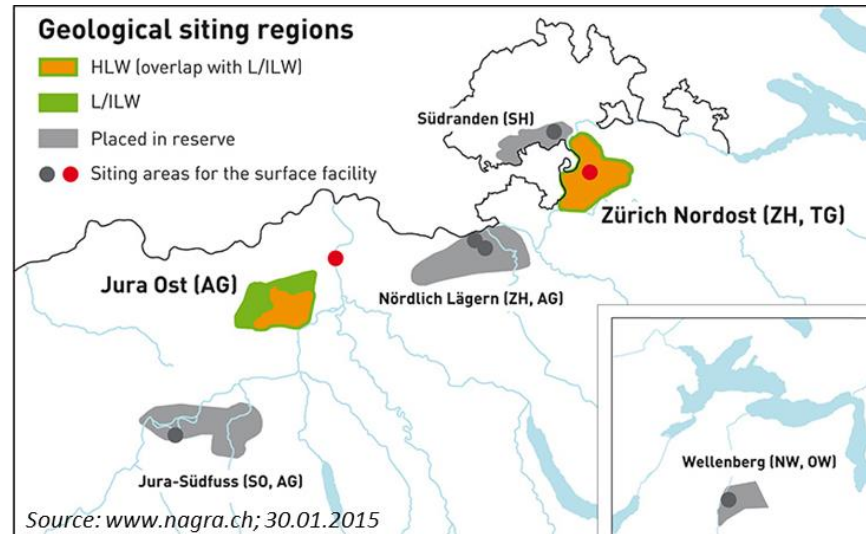 Geological siting regions
HLW (overlap with L/ILW)
L/ILW
Placed in reserve
Siting areas for the surface facility
Südranden (SH)
Zürich Nordost (ZH, TG)
Jura Ost (AG)
Nördlich Lägern (ZH, AG)
Jura-Südfuss (SO, AG)
Wellenberg (NW, OW)
Source: www.nagra.ch; 30.01.2015